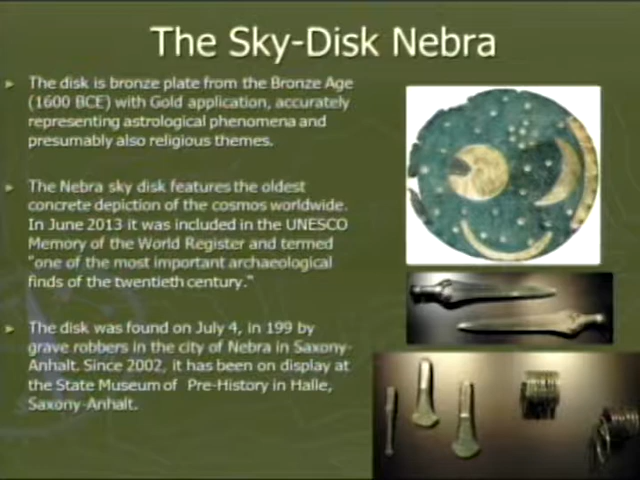 The Sky-Disk Nebra
► The disk is bronze plate from the Bronze Age
(1600 BCE) with Gold application, accurately
representing astrological phenomena and
presumably also religious themes.
► The Nebra sky disk features the oldest
concrete depiction of the cosmos worldwide.
In June 2013 it was included in the UNESCO
Memory of the World Register and termed
"one of the most important archaeological
finds of the twentieth century."
► The disk was found on July 4, in 199 by
grave robbers in the city of Nebra in Saxony-
Anhalt. Since 2002, it has been on display at
the State Museum of Pre-History in Halle,
Saxony-Anhalt.